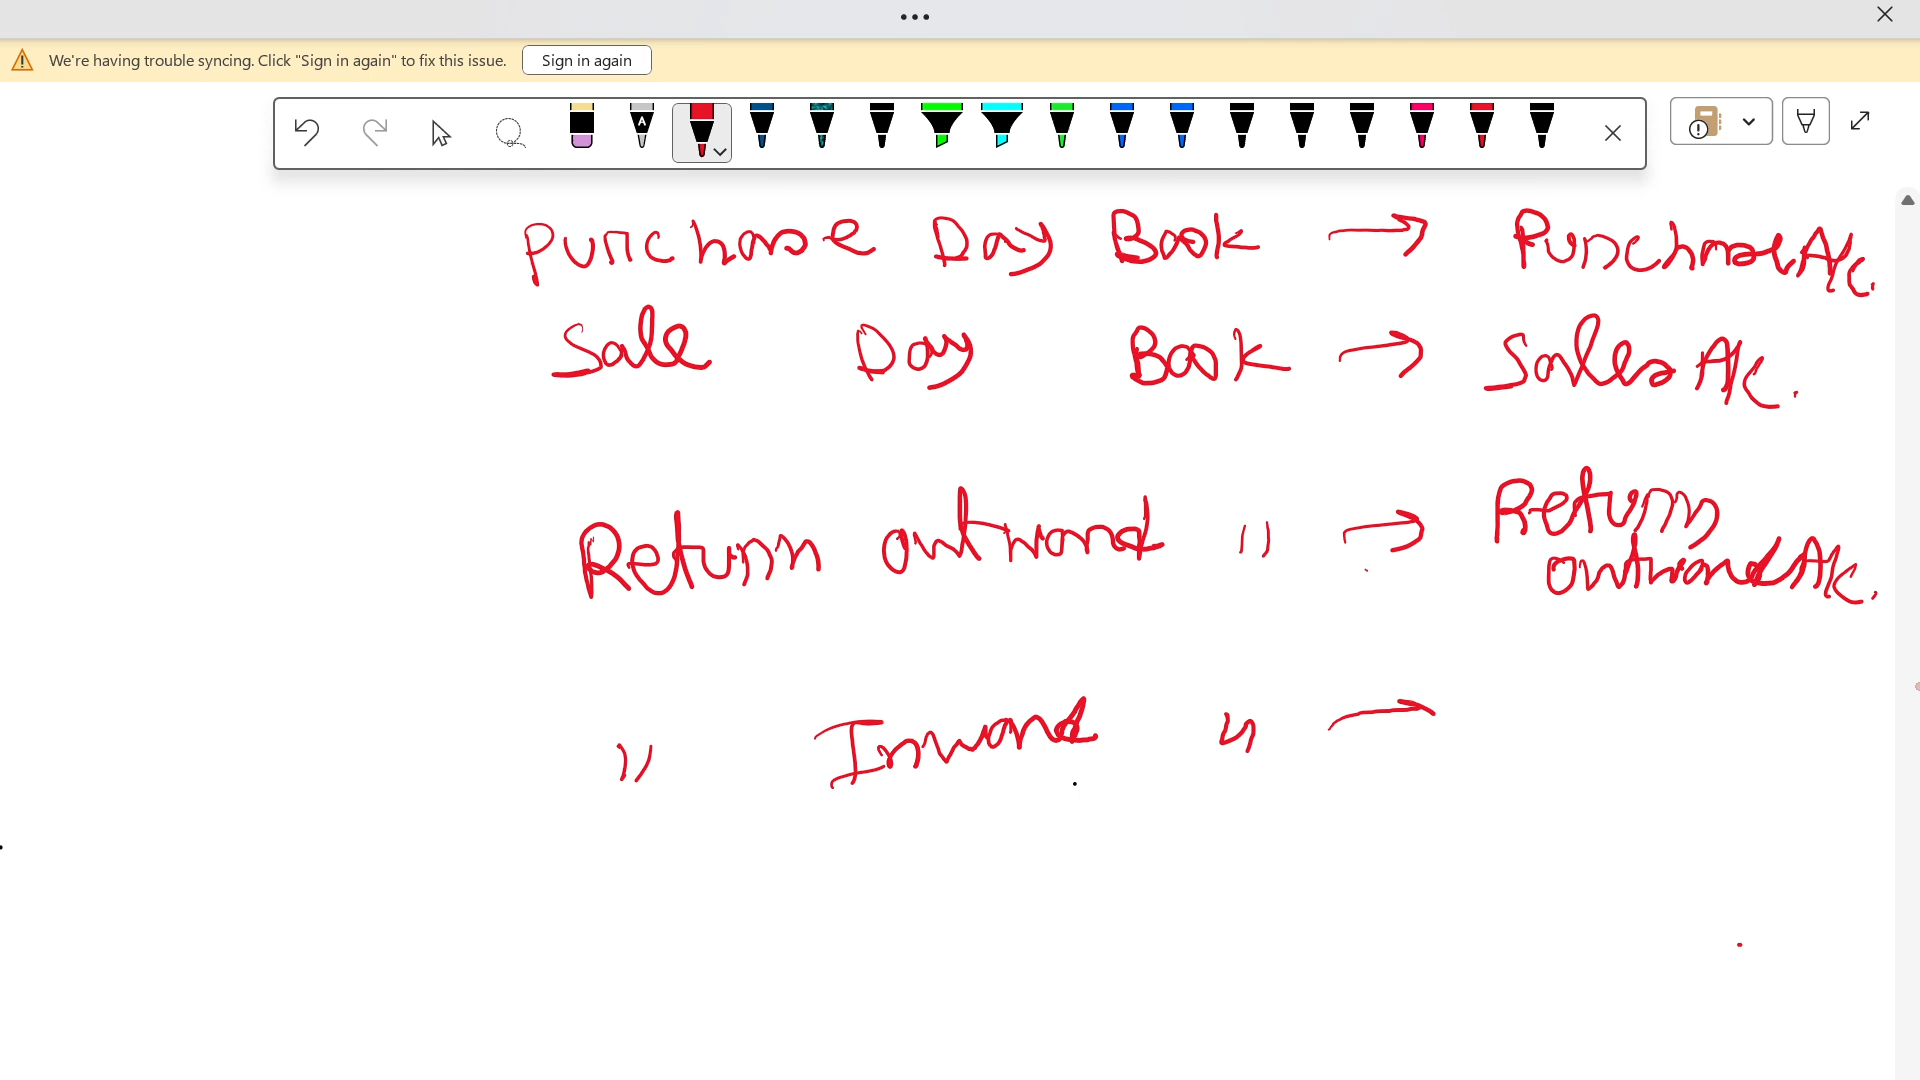 We're having trouble syncing. Click "Sign in again" to fix this issue. Sign in again
A
Purchase Day Book → Purchase A/c.
Sale Day Book → Sales A/c.
Return outward " → Return
outward A/c.
" Inward " →